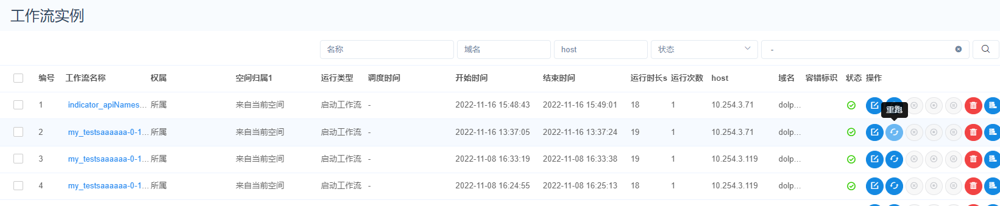 工作流实例
名称 域名 host 状态 -
编号 工作流名称 权属 空间归属1 运行类型 调度时间 开始时间 结束时间 运行时长s 运行次数 host 域名 容错标识 状态 操作
1 indicator_apiNames... 所属 来自当前空间 启动工作流 - 2022-11-16 15:48:43 2022-11-16 15:49:01 18 1 10.254.3.71 dolp...
重跑
2 my_testsaaaaaa-0-1... 所属 来自当前空间 启动工作流 - 2022-11-16 13:37:05 2022-11-16 13:37:24 19 1 10.254.3.71 dolp...
3 my_testsaaaaaa-0-1... 所属 来自当前空间 启动工作流 - 2022-11-08 16:33:19 2022-11-08 16:33:38 19 1 10.254.3.119 dolp...
4 my_testsaaaaaa-0-1... 所属 来自当前空间 启动工作流 - 2022-11-08 16:24:55 2022-11-08 16:25:13 18 1 10.254.3.119 dolp...